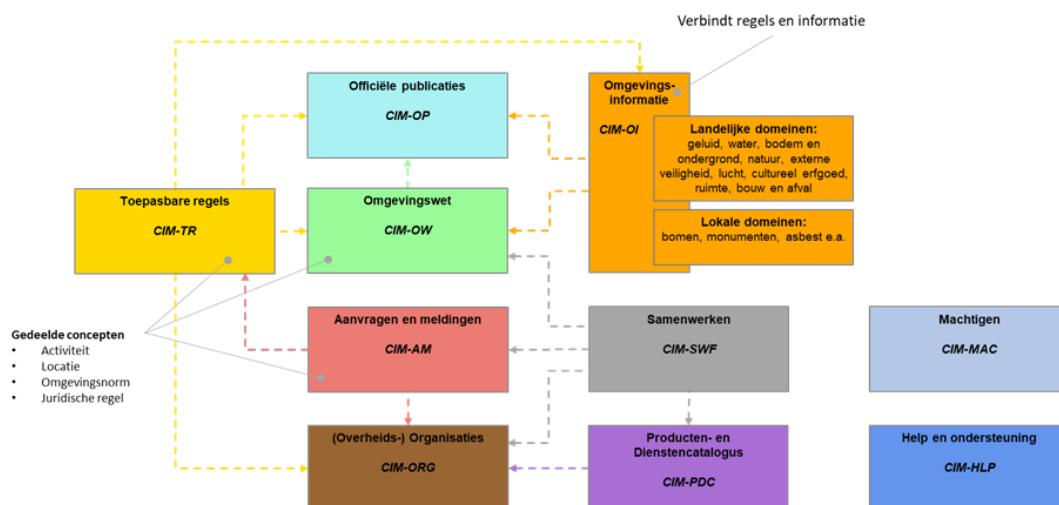 Verbindt regels en informatie
Officiële publicaties
CIM-OP
Omgevings-
informatie
CIM-OI
Landelijke domeinen:
geluid, water, bodem en
ondergrond, natuur, externe
veiligheid, lucht, cultureel erfgoed,
ruimte, bouw en afval
Lokale domeinen:
bomen, monumenten, asbest e.a.
Toepasbare regels
CIM-TR
Omgevingswet
CIM-OW
Gedeelde concepten
• Activiteit
• Locatie
• Omgevingsnorm
• Juridische regel
Aanvragen en meldingen
CIM-AM
Samenwerken
CIM-SWF
Machtigen
CIM-MAC
(Overheids-) Organisaties
CIM-ORG
Producten- en
Dienstencatalogus
CIM-PDC
Help en ondersteuning
CIM-HLP